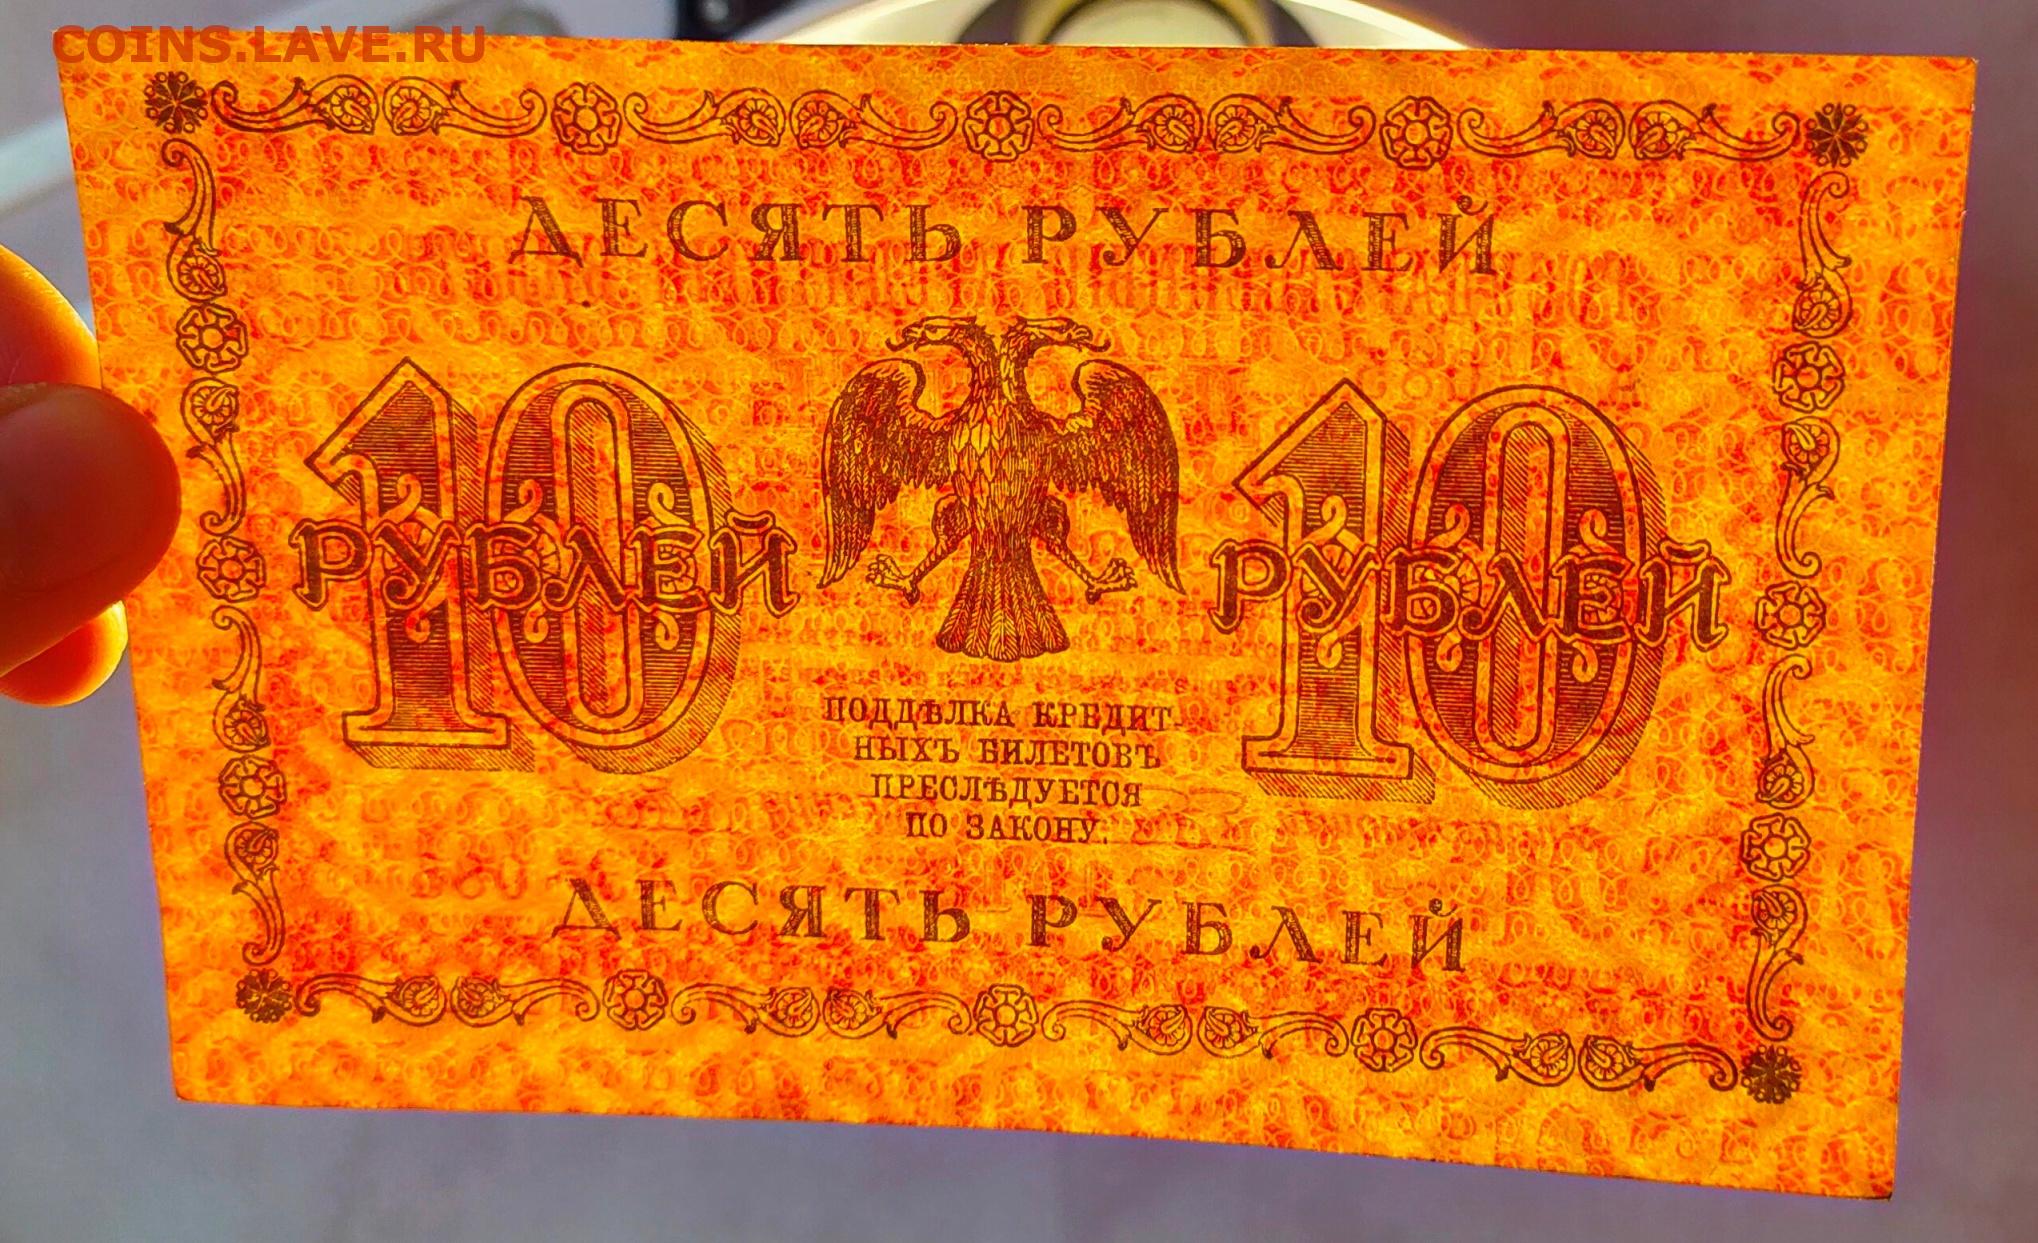 COINS.LAVE.RU
ДЕСЯТЬ РУБЛЕЙ
10 10
РУБЛЕЙ РУБЛЕЙ
ПОДДѢЛКА КРЕДИТ-
НЫХЪ БИЛЕТОВЪ
ПРЕСЛѢДУЕТСЯ
ПО ЗАКОНУ.
ДЕСЯТЬ РУБЛЕЙ